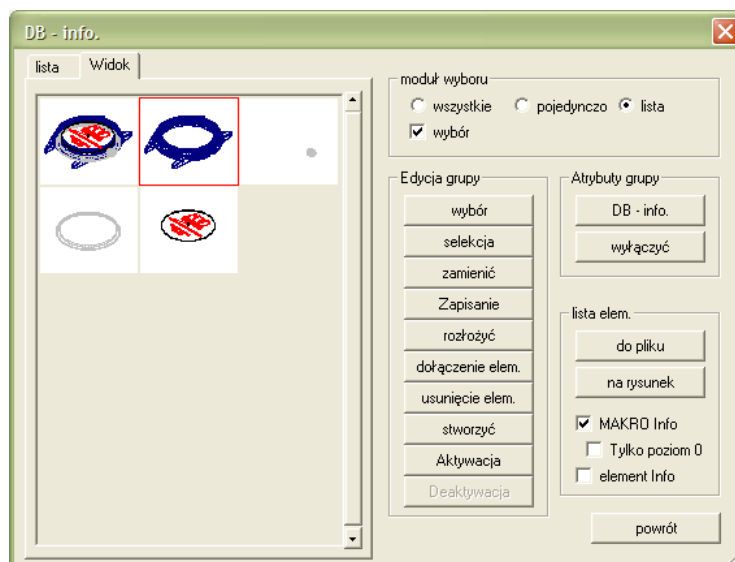 DB - info.
lista Widok
moduł wyboru
wszystkie pojedynczo lista
wybór
Edycja grupy
wybór
selekcja
zamienić
Zapisanie
rozłożyć
dołączenie elem.
usunięcie elem.
stworzyć
Aktywacja
Deaktywacja
Atrybuty grupy
DB - info.
wyłączyć
lista elem.
do pliku
na rysunek
MAKRO Info
Tylko poziom 0
element Info
powrót